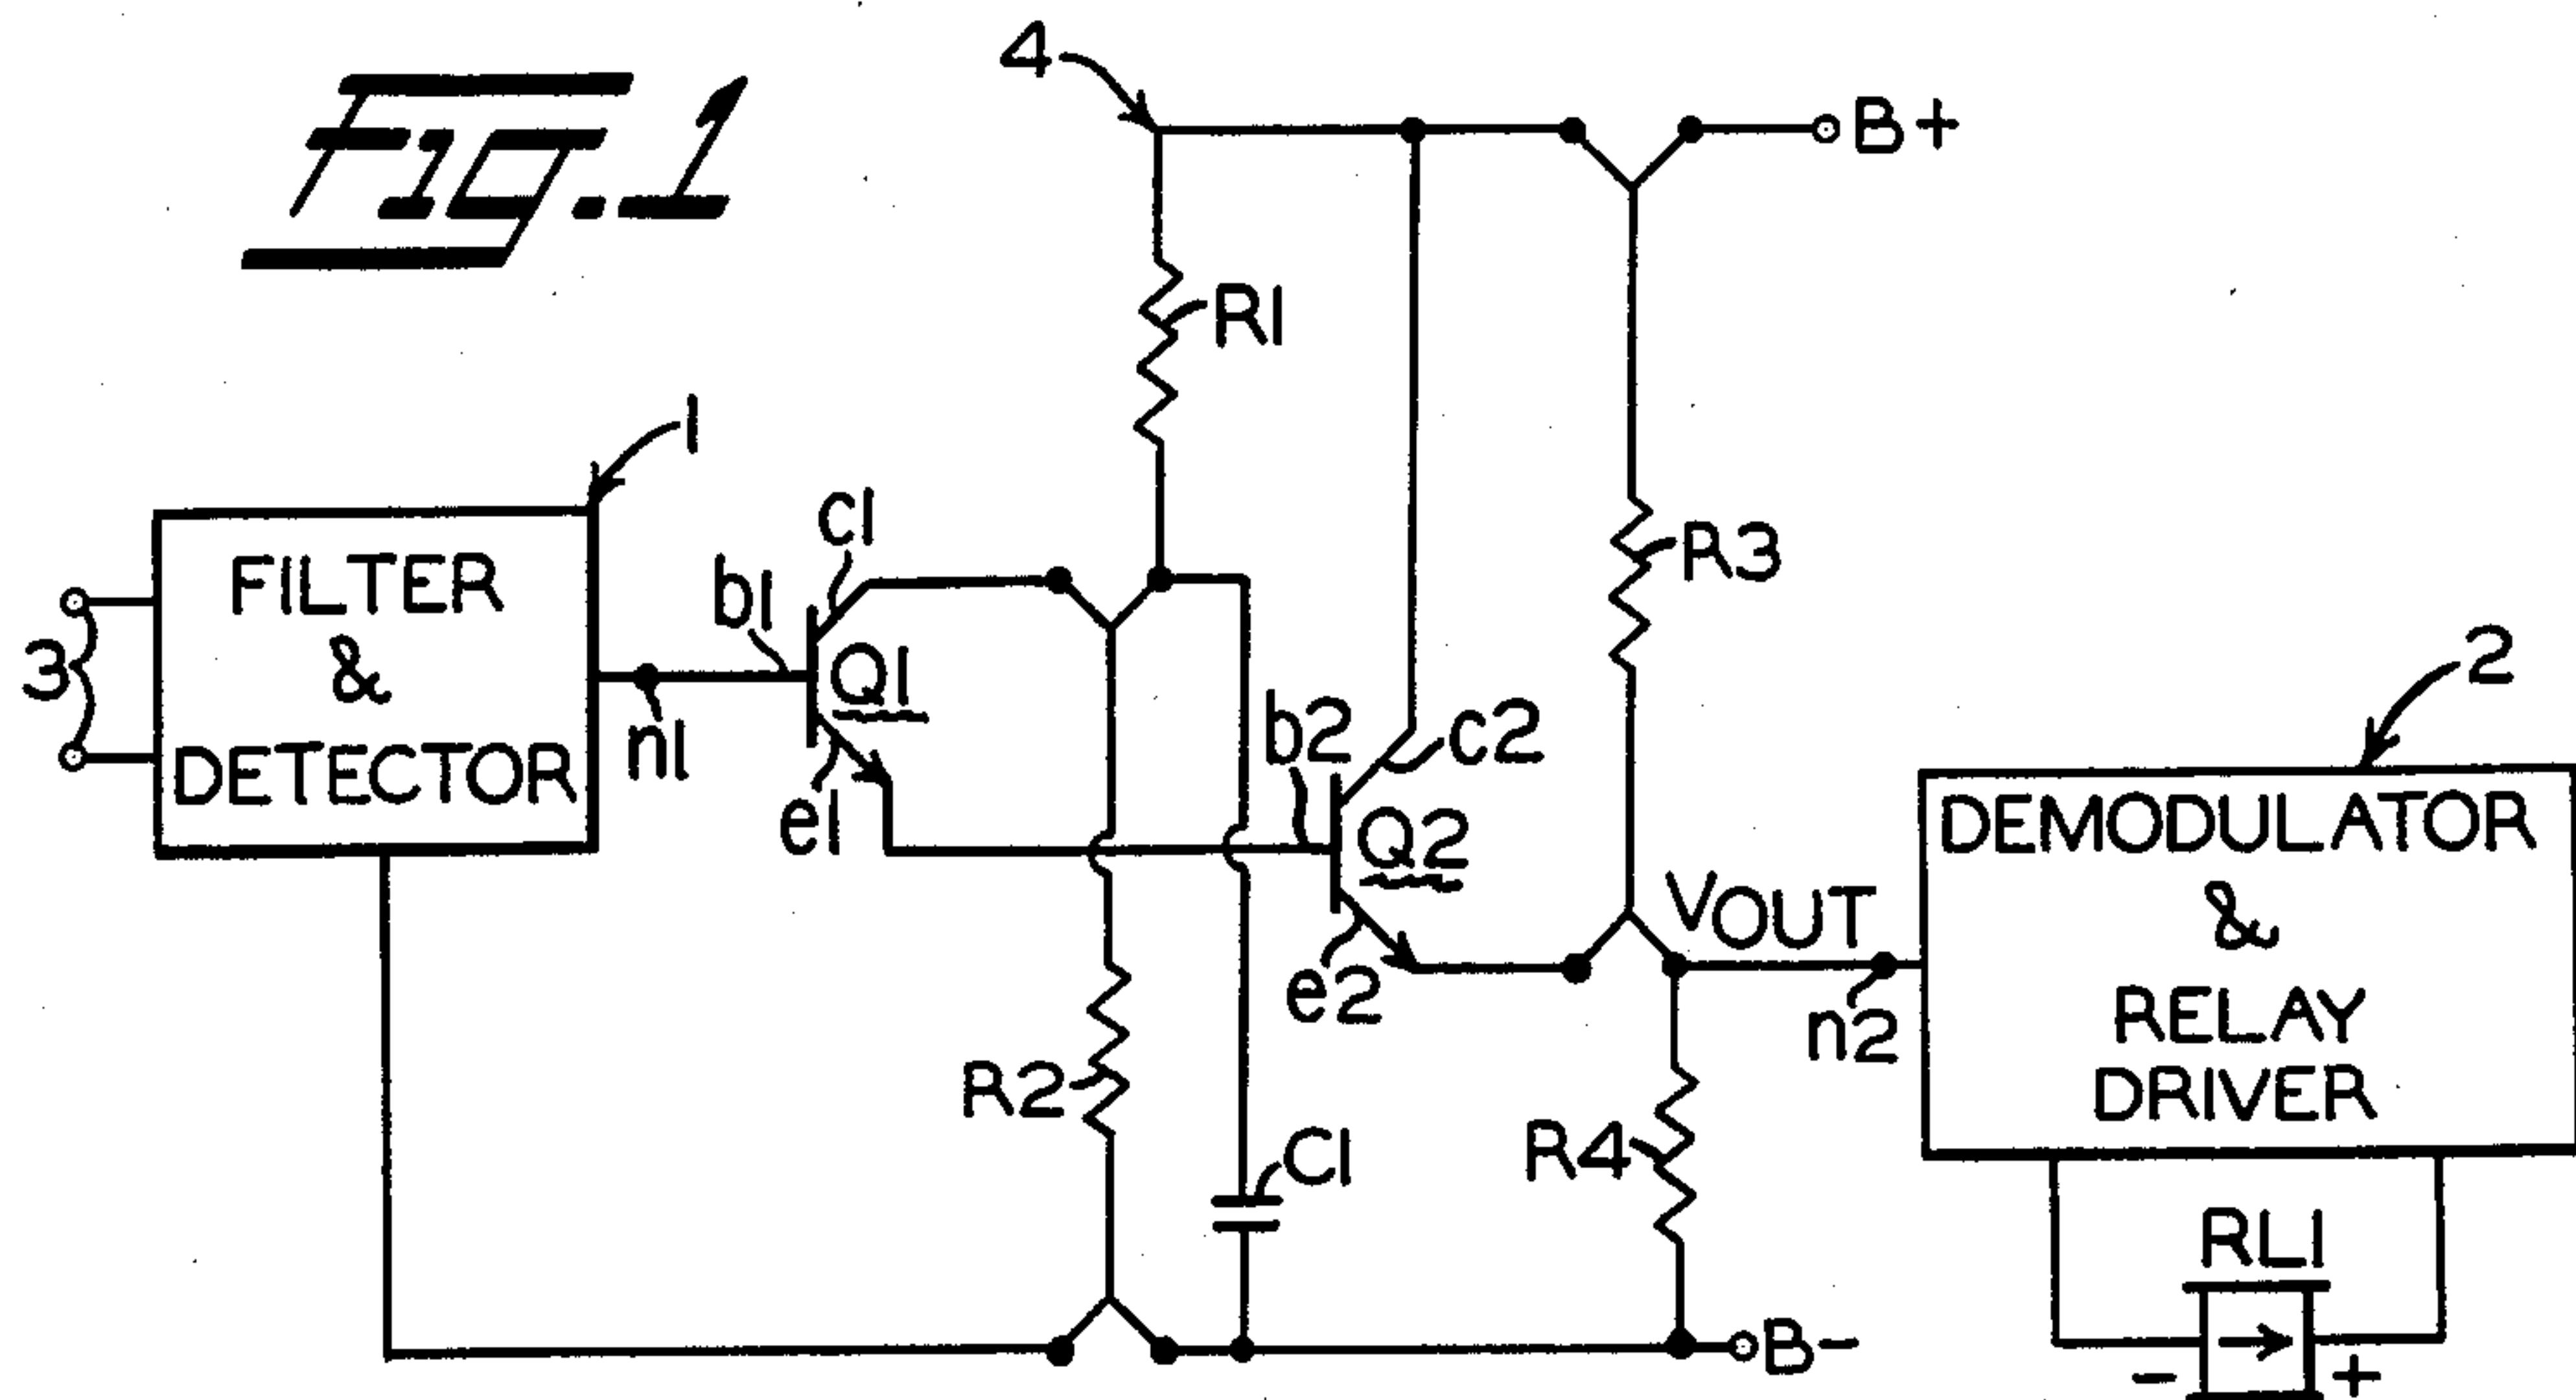 Fig. 1
4
B+
R1
1
c1
R3
FILTER
&
DETECTOR
b1
Q1
3
n1
e1
b2
c2
Q2
2
DEMODULATOR
&
RELAY
DRIVER
VOUT
e2
n2
R2
C1
R4
RL1
B-
- +